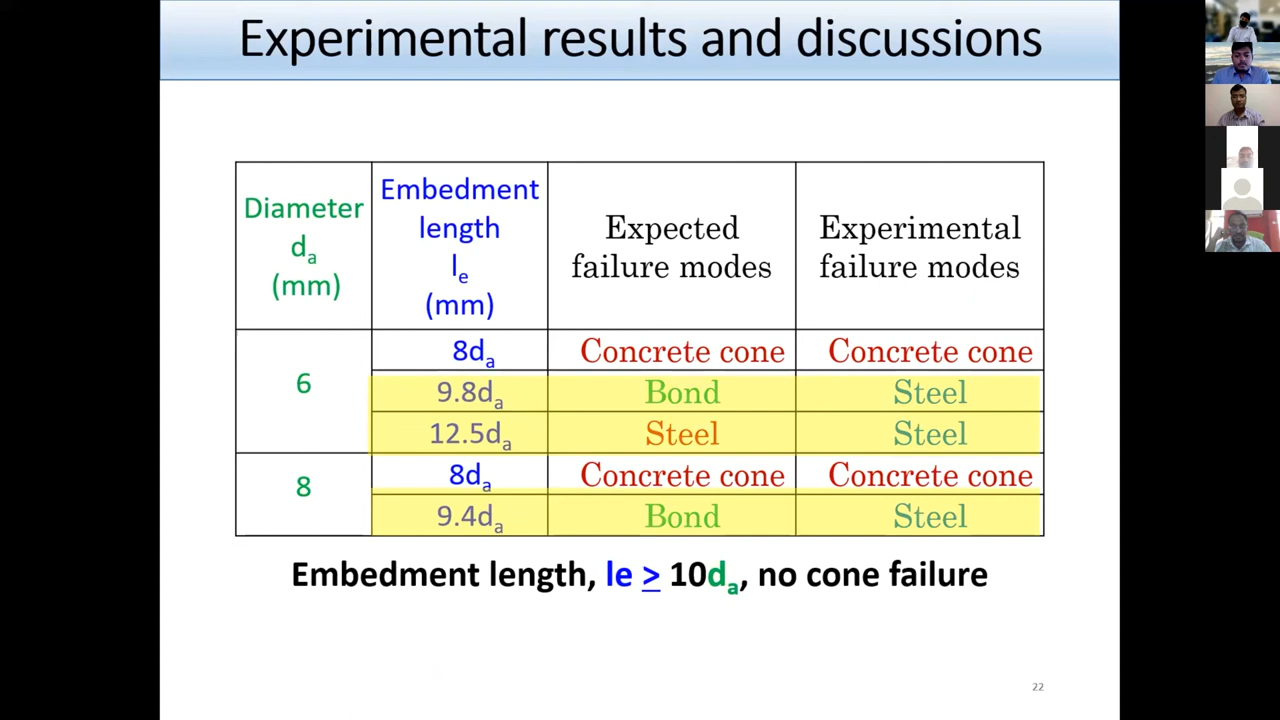 Experimental results and discussions
Diameter
dₐ
(mm)
Embedment
length
lₑ
(mm)
Expected
failure modes
Experimental
failure modes
6
8dₐ
Concrete cone
Concrete cone
9.8dₐ
Bond
Steel
12.5dₐ
Steel
Steel
8
8dₐ
Concrete cone
Concrete cone
9.4dₐ
Bond
Steel
Embedment length, le ≥ 10dₐ, no cone failure
22